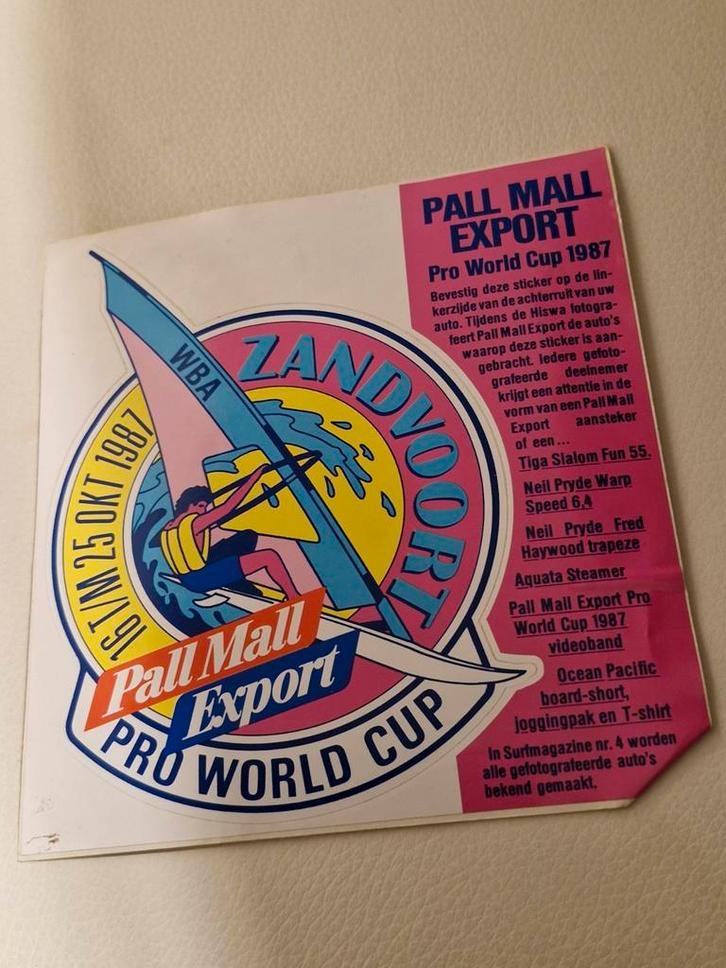 PALL MALL
EXPORT
Pro World Cup 1987
Bevestig deze sticker op de lin-
kerzijde van de achterruit van uw
auto. Tijdens de Hiswa fotogra-
feert Pall Mall Export de auto's
waarop deze sticker is aan-
gebracht. Iedere gefoto-
grafeerde deelnemer
krijgt een attentie in de
vorm van een Pall Mall
Export aansteker
of een...
Tiga Slalom Fun 55.
Neil Pryde Warp
Speed 6,4
Neil Pryde Fred
Haywood trapeze
Aquata Steamer
Pall Mall Export Pro
World Cup 1987
videoband
Ocean Pacific
board-short,
joggingpak en T-shirt
In Surfmagazine nr. 4 worden
alle gefotografeerde auto's
bekend gemaakt.
WBA
ZANDVOORT
16 T/M 25 OKT 1987
Pall Mall
Export
PRO WORLD CUP